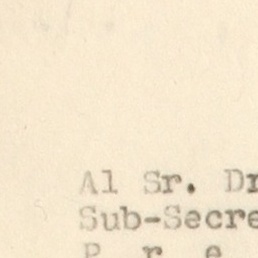 Al Sr. Dr
Sub-Secre
P r e